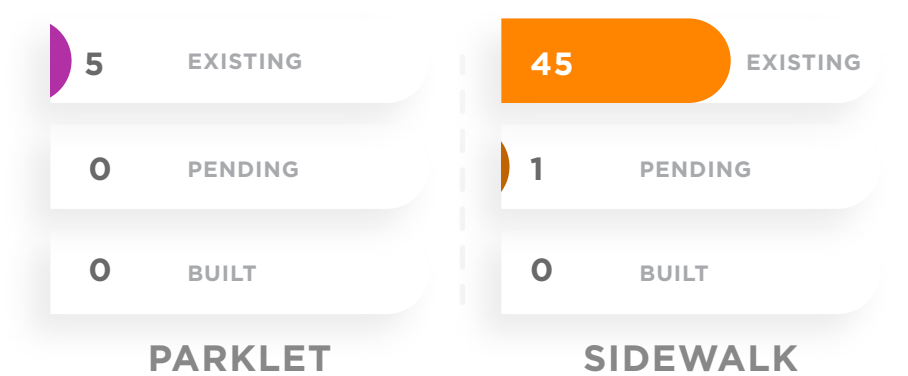 5 EXISTING
0 PENDING
0 BUILT
PARKLET
45 EXISTING
1 PENDING
0 BUILT
SIDEWALK